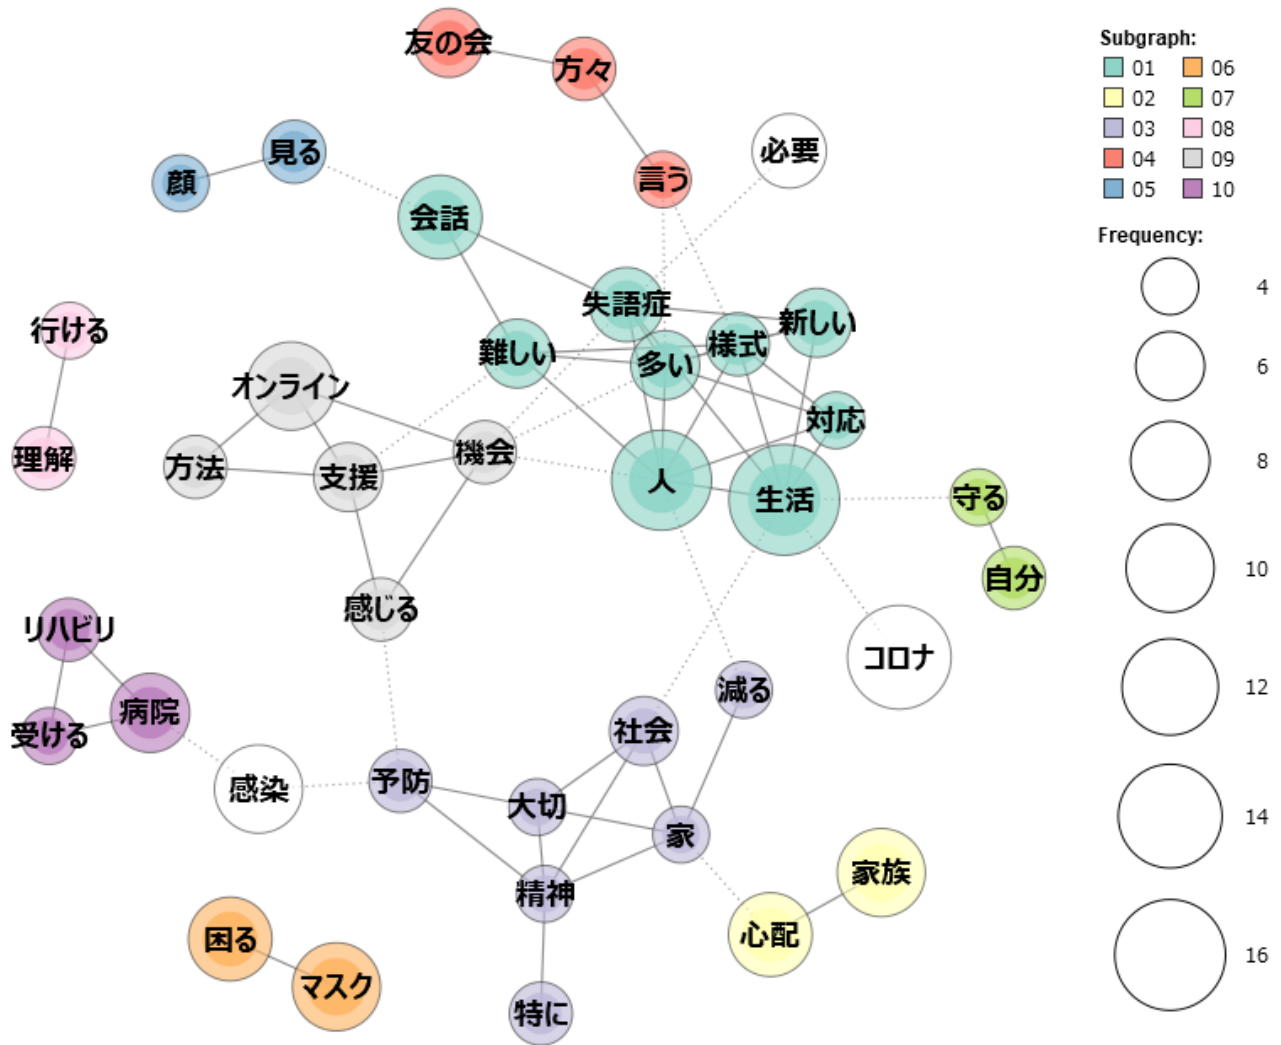 友の会
方々
見る
顔
必要
言う
会話
失語症
新しい
様式
難しい
多い
行ける
オンライン
対応
機会
理解
方法
支援
人
生活
守る
自分
感じる
リハビリ
コロナ
病院
受ける
減る
社会
感染
予防
大切
家
家族
精神
心配
困る
マスク
特に
Subgraph:
01 06
02 07
03 08
04 09
05 10
Frequency:
4
6
8
10
12
14
16